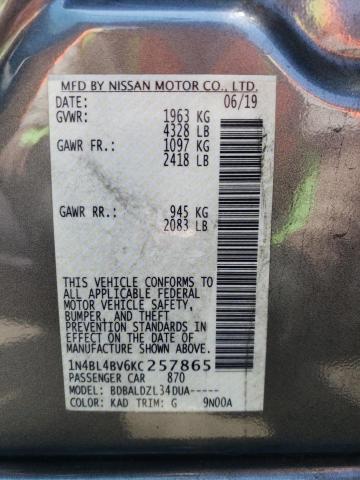 MFD BY NISSAN MOTOR CO., LTD.
DATE: 06/19
GVWR: 1963 KG
4328 LB
GAWR FR.: 1097 KG
2418 LB
GAWR RR.: 945 KG
2083 LB
THIS VEHICLE CONFORMS TO
ALL APPLICABLE FEDERAL
MOTOR VEHICLE SAFETY,
BUMPER, AND THEFT
PREVENTION STANDARDS
IN EFFECT ON THE DATE OF
MANUFACTURE SHOWN ABOVE.
1N4BL4BV6KC257865
PASSENGER CAR 870
MODEL: BDBALDZL34DUA-----
COLOR: KAD TRIM: G 9N00A